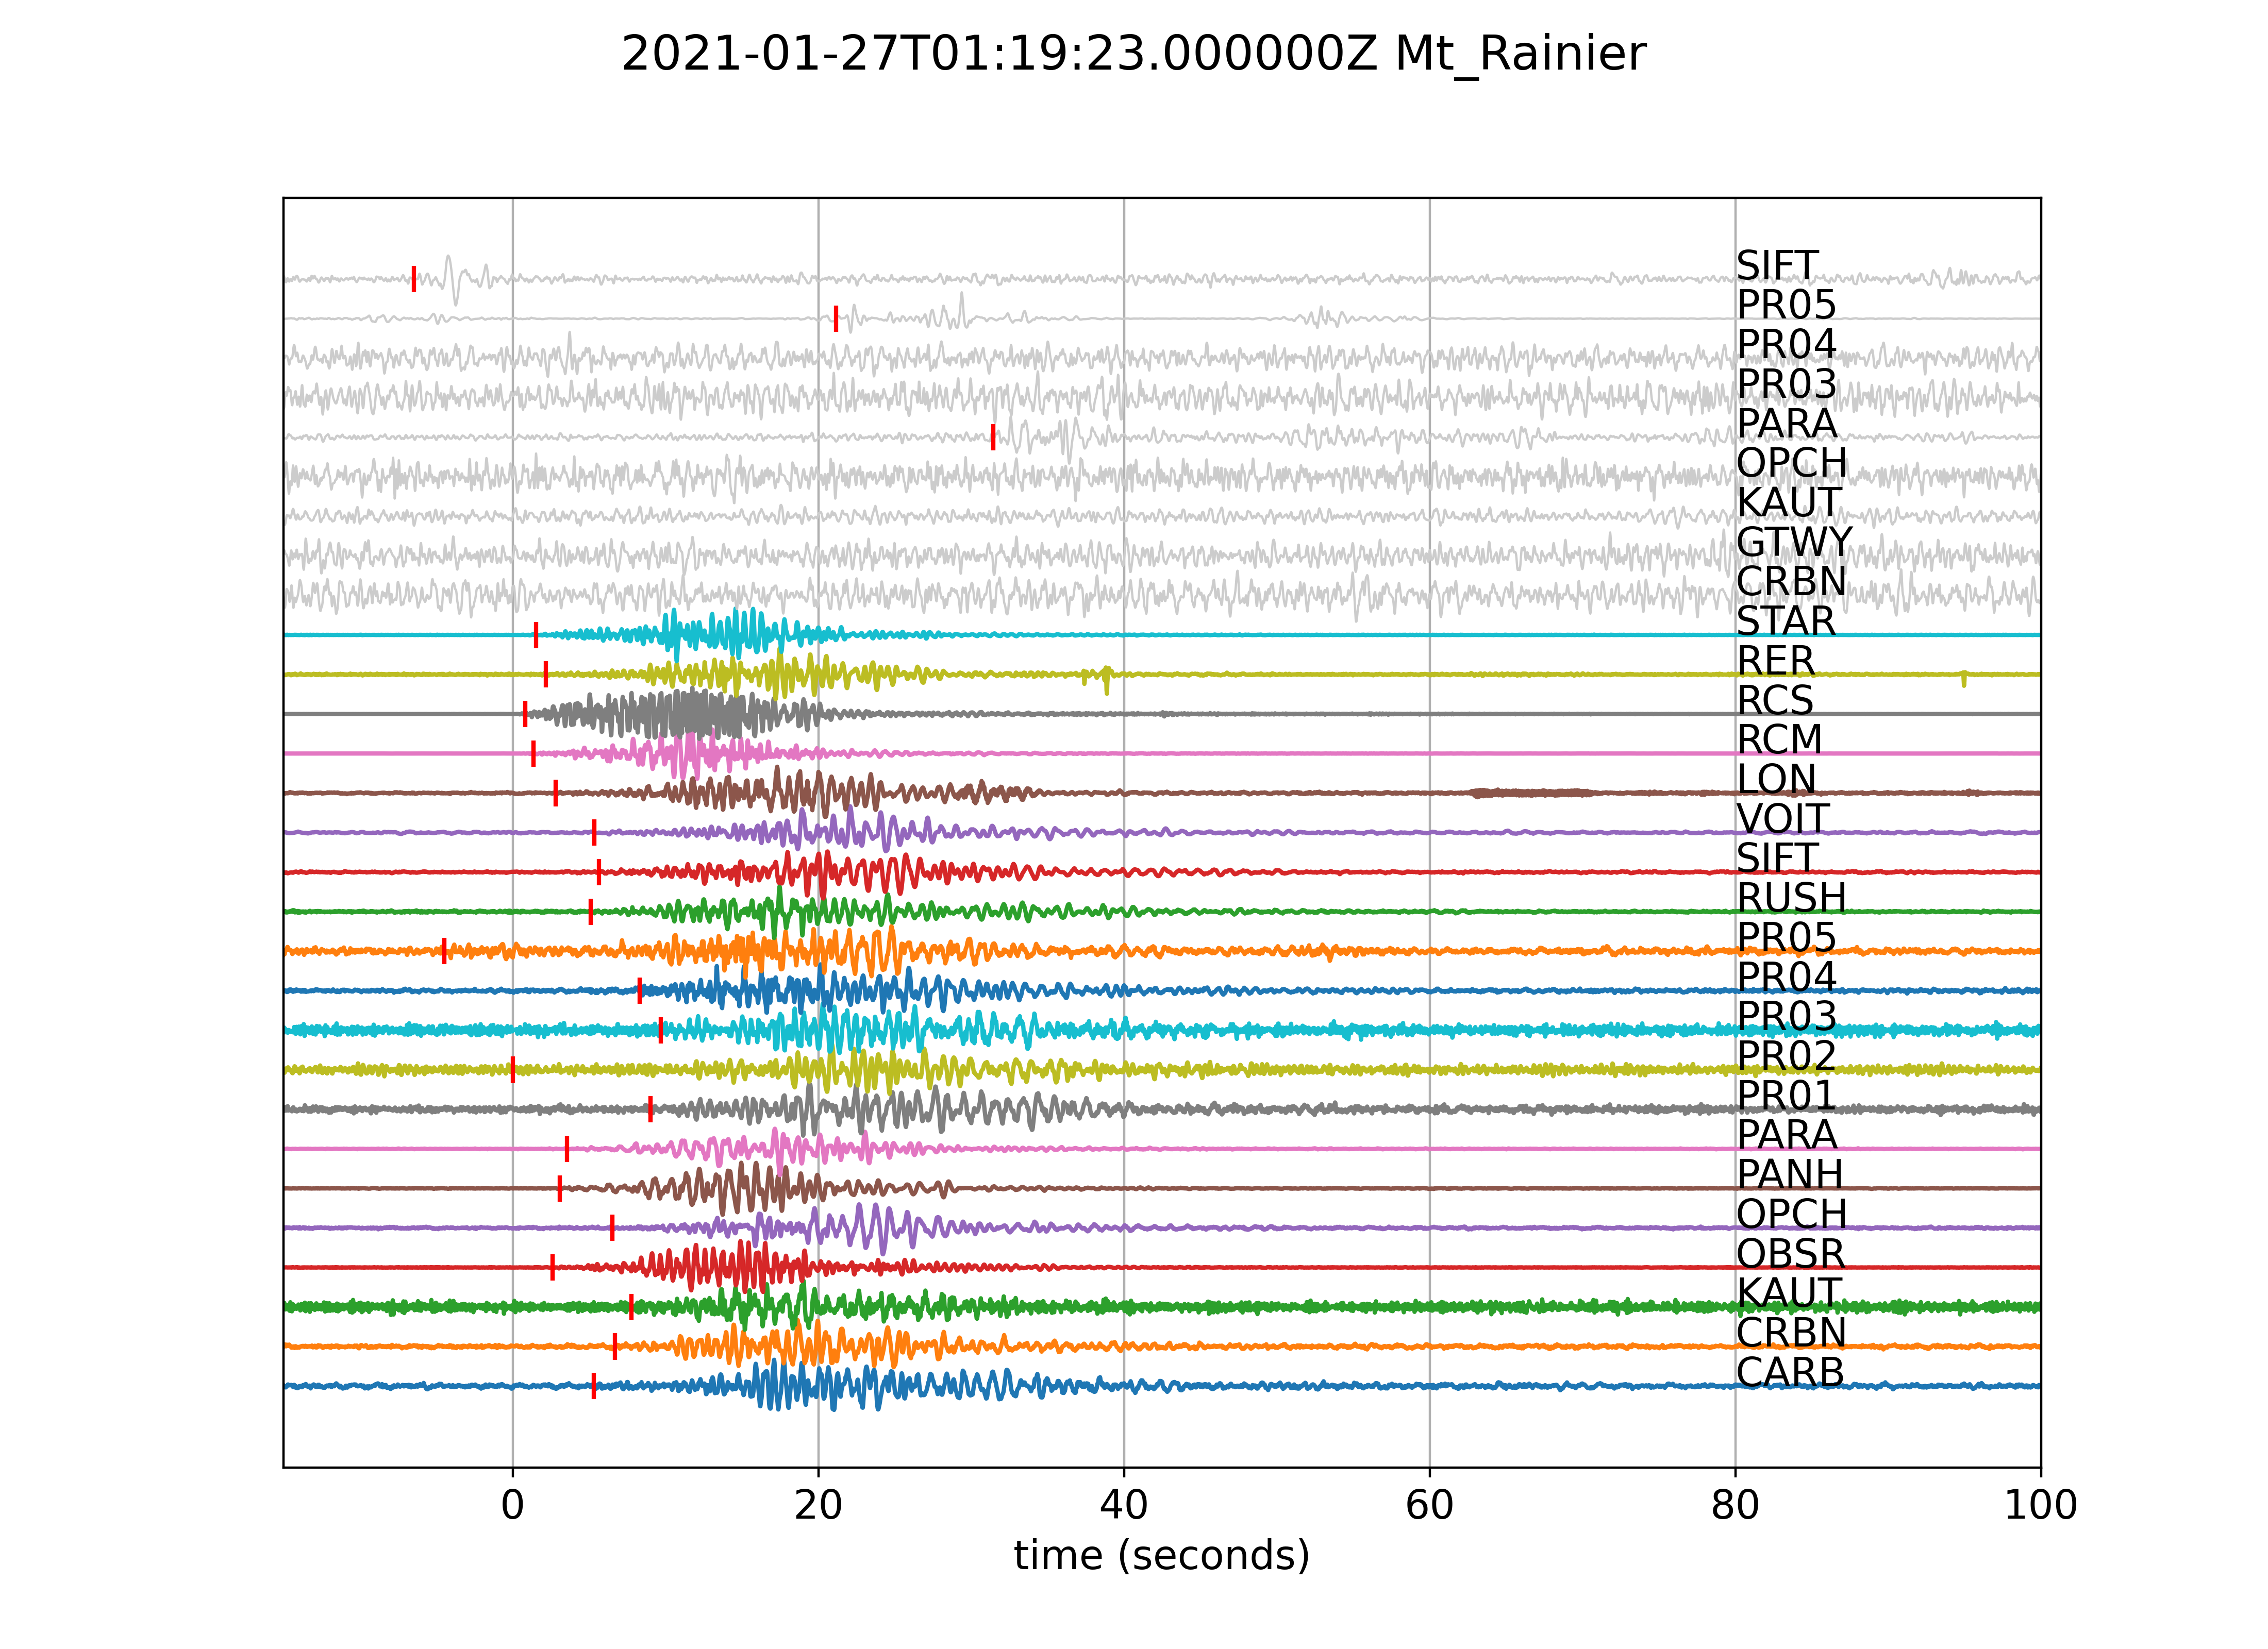 2021-01-27T01:19:23.000000Z Mt_Rainier
SIFT
PR05
PR04
PR03
PARA
OPCH
KAUT
GTWY
CRBN
STAR
RER
RCS
RCM
LON
VOIT
SIFT
RUSH
PR05
PR04
PR03
PR02
PR01
PARA
PANH
OPCH
OBSR
KAUT
CRBN
CARB
0 20 40 60 80 100
time (seconds)